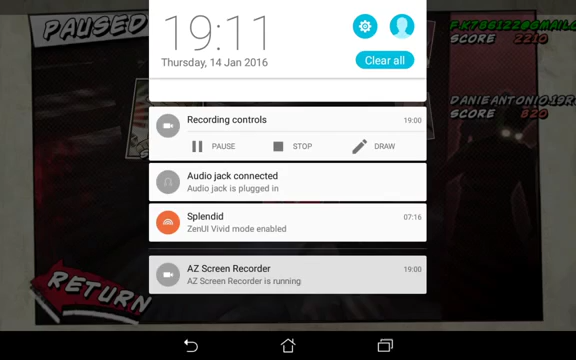 PAUSED
19:11
Thursday, 14 Jan 2016
Clear all
SCORE 2210
SCORE 820
Recording controls 19:00
PAUSE STOP DRAW
Audio jack connected
Audio jack is plugged in
Splendid 07:16
ZenUI Vivid mode enabled
AZ Screen Recorder 19:00
AZ Screen Recorder is running
RETURN